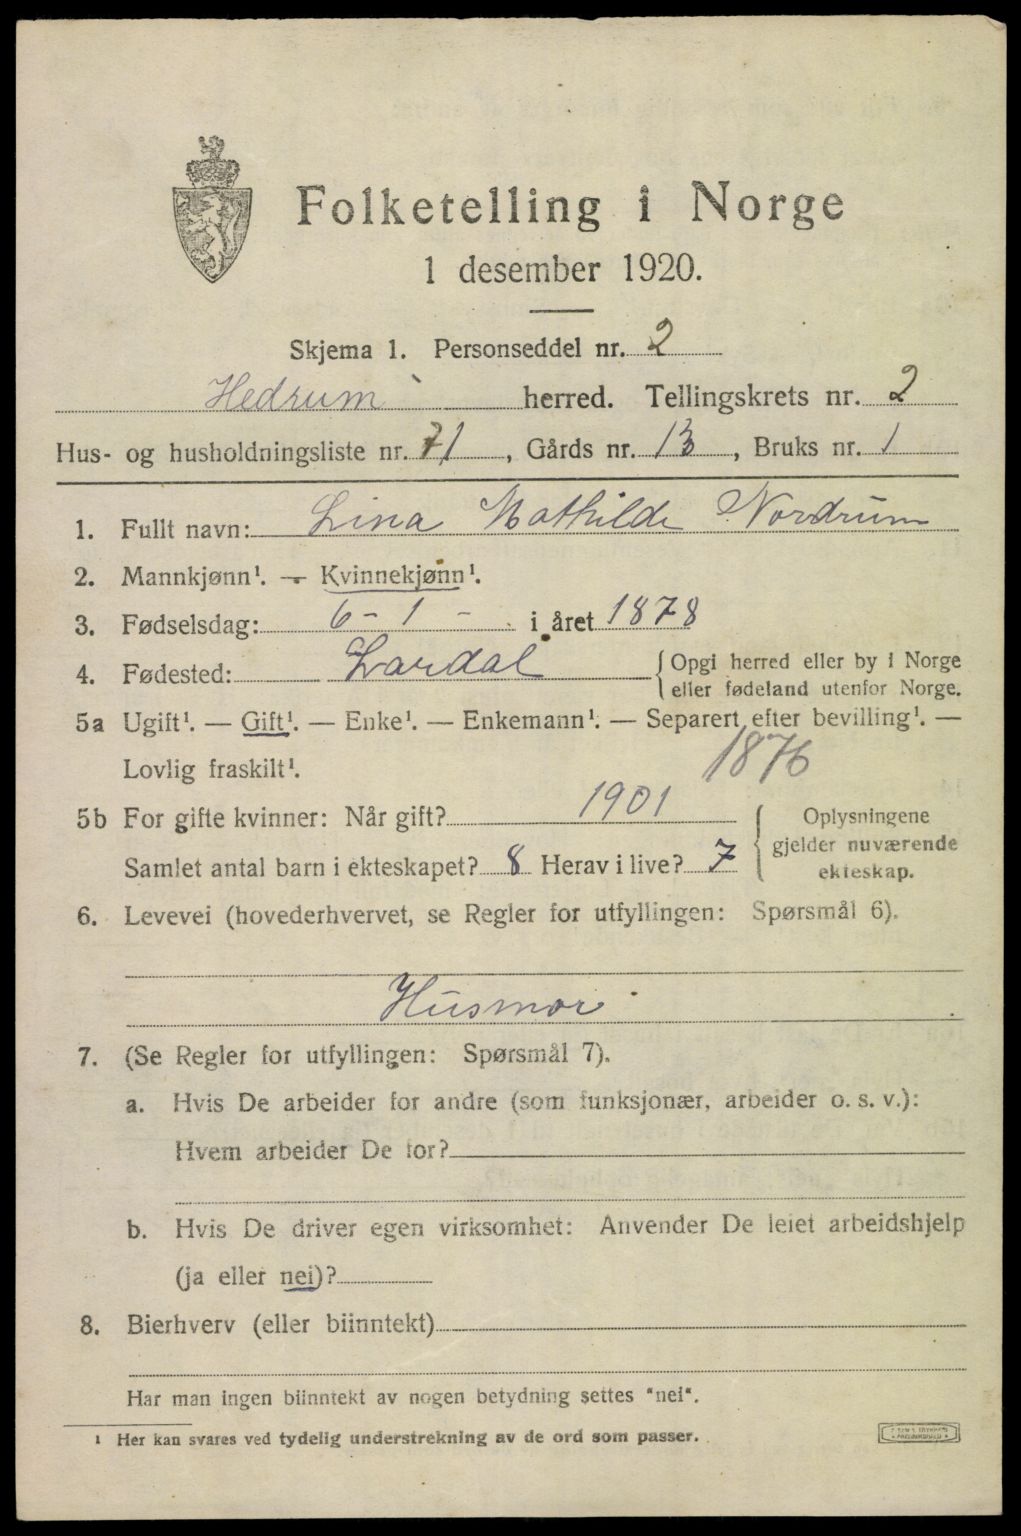 Folketelling i Norge
1 desember 1920.
Skjema 1. Personseddel nr. 2
Hedrum herred. Tellingskrets nr. 2
Hus- og husholdningsliste nr. 71, Gårds nr. 13, Bruks nr. 1
1. Fullt navn: Lina Mathilde Nordrum
2. Mannkjønn¹. — Kvinnekjønn¹.
3. Fødselsdag: 6 - 1 - i året 1878
4. Fødested: Lardal { Opgi herred eller by i Norge
eller fødeland utenfor Norge.
5a Ugift¹. — Gift¹. — Enke¹. — Enkemann¹. — Separert efter bevilling¹. —
Lovlig fraskilt¹. 1876
5b For gifte kvinner: Når gift? 1901 { Oplysningene
gjelder nuværende
Samlet antal barn i ekteskapet? 8 Herav i live? 7 ekteskap.
6. Levevei (hovederhvervet, se Regler for utfyllingen: Spørsmål 6).
Husmor
7. (Se Regler for utfyllingen: Spørsmål 7).
a. Hvis De arbeider for andre (som funksjonær, arbeider o. s. v.):
Hvem arbeider De for?
b. Hvis De driver egen virksomhet: Anvender De leiet arbeidshjelp
(ja eller nei)?
8. Bierhverv (eller biinntekt)
Har man ingen biinntekt av nogen betydning settes "nei".
¹ Her kan svares ved tydelig understrekning av de ord som passer.